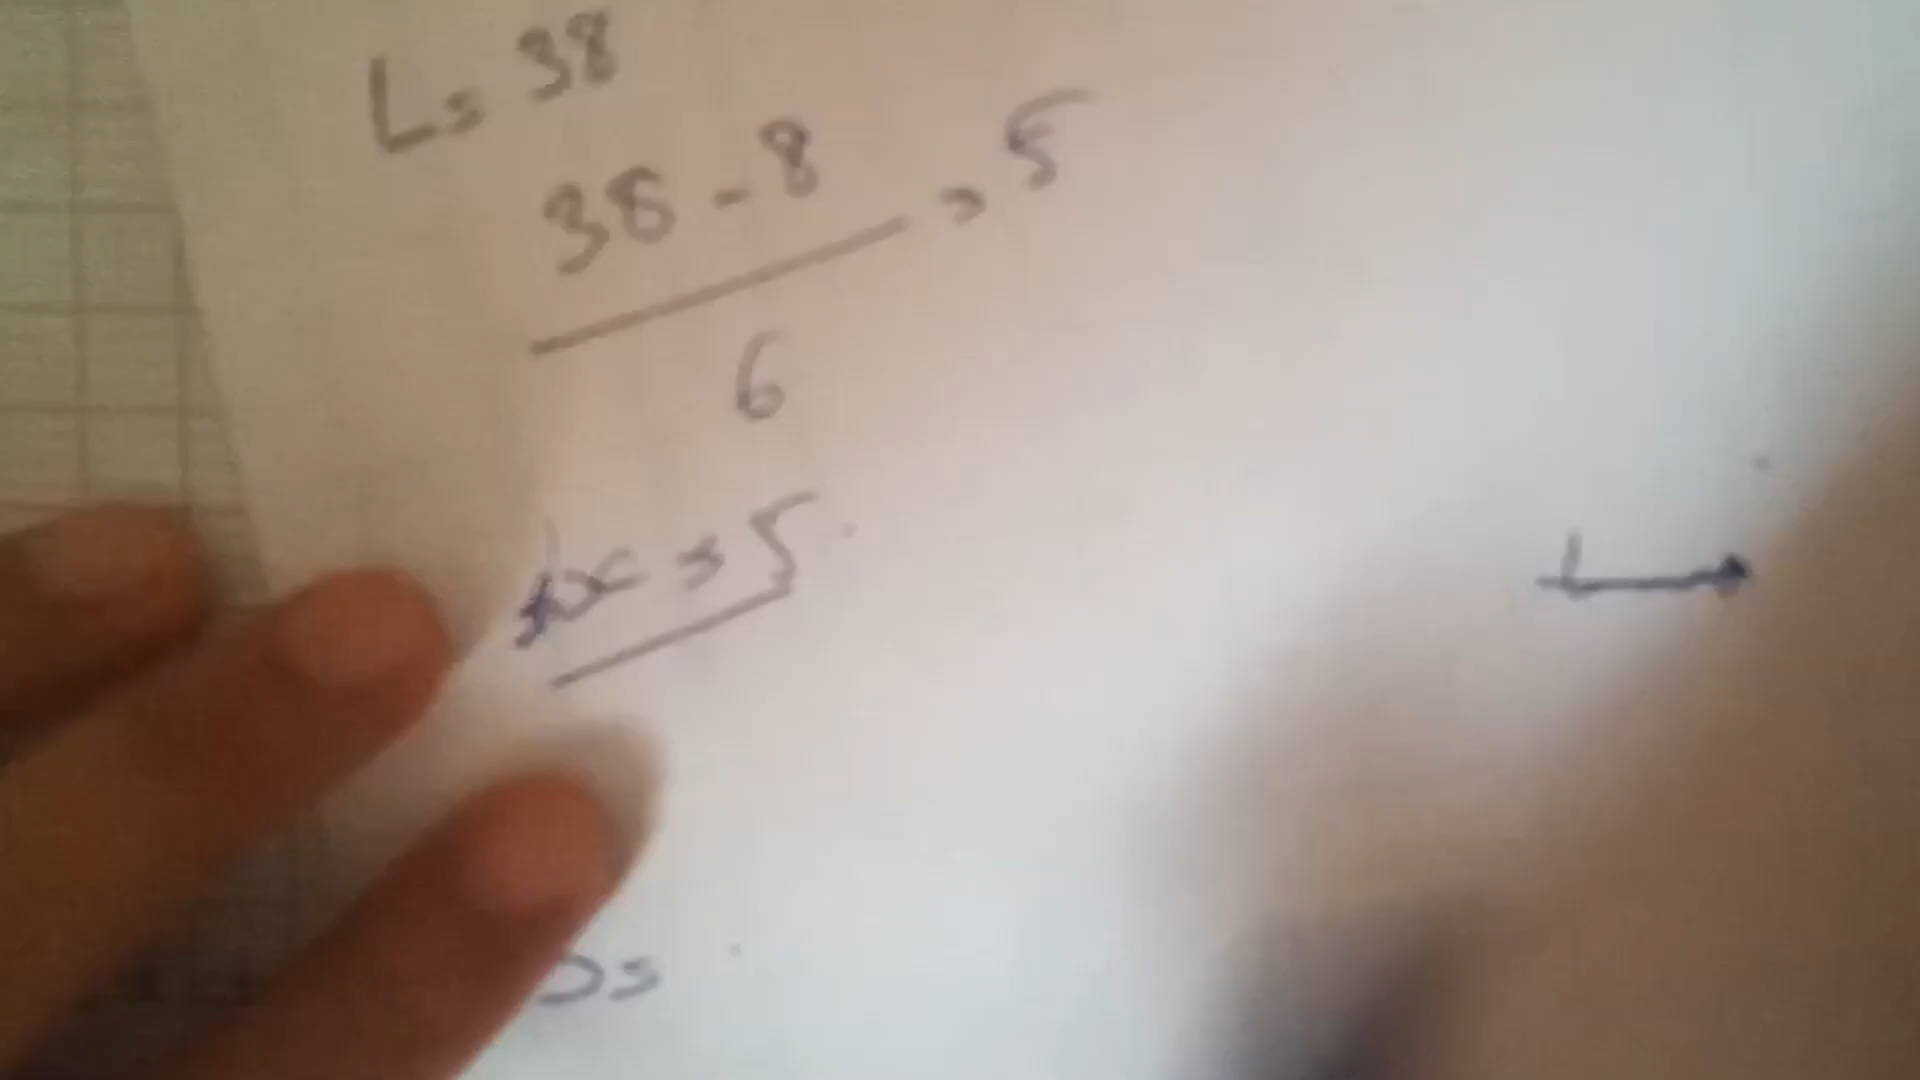 L = 38
38 - 8 = 5
6
x = 5